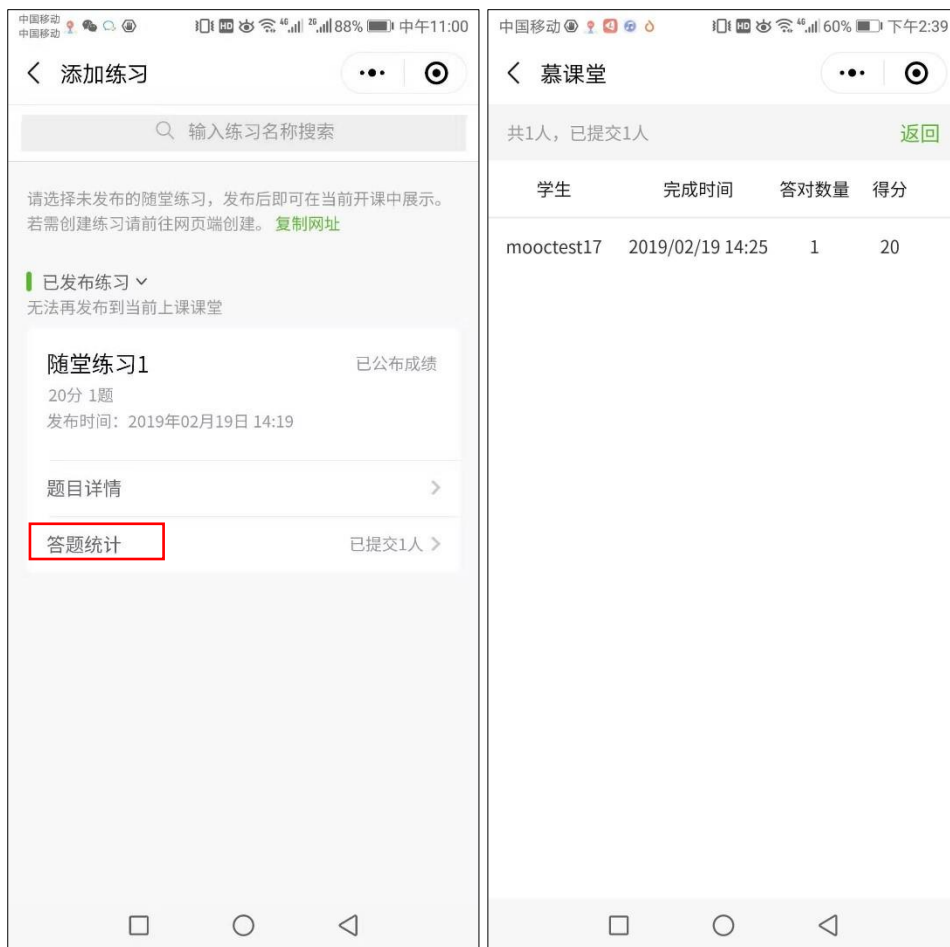 中国移动
中国移动
HD 46 26 88% 中午11:00
添加练习
输入练习名称搜索
请选择未发布的随堂练习，发布后即可在当前开课中展示。
若需创建练习请前往网页端创建。 复制网址
已发布练习
无法再发布到当前上课课堂
随堂练习1 已公布成绩
20分 1题
发布时间：2019年02月19日 14:19
题目详情
答题统计 已提交1人
中国移动 HD 46 60% 下午2:39
慕课堂
共1人，已提交1人 返回
学生 完成时间 答对数量 得分
mooctest17 2019/02/19 14:25 1 20